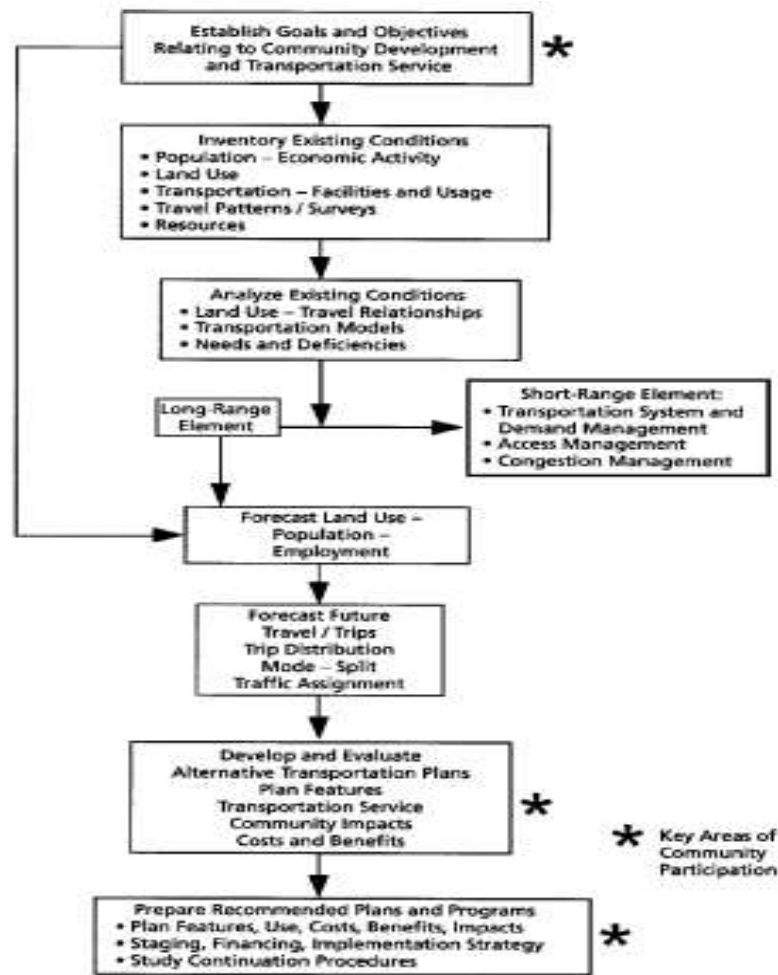 Establish Goals and Objectives
Relating to Community Development
and Transportation Service
*
Inventory Existing Conditions
• Population – Economic Activity
• Land Use
• Transportation – Facilities and Usage
• Travel Patterns / Surveys
• Resources
Analyze Existing Conditions
• Land Use – Travel Relationships
• Transportation Models
• Needs and Deficiencies
Long-Range
Element
Short-Range Element:
• Transportation System and
Demand Management
• Access Management
• Congestion Management
Forecast Land Use –
Population –
Employment
Forecast Future
Travel / Trips
Trip Distribution
Mode – Split
Traffic Assignment
Develop and Evaluate
Alternative Transportation Plans
Plan Features
Transportation Service
Community Impacts
Costs and Benefits
*
* Key Areas of
Community
Participation
Prepare Recommended Plans and Programs
• Plan Features, Use, Costs, Benefits, Impacts
• Staging, Financing, Implementation Strategy
• Study Continuation Procedures
*